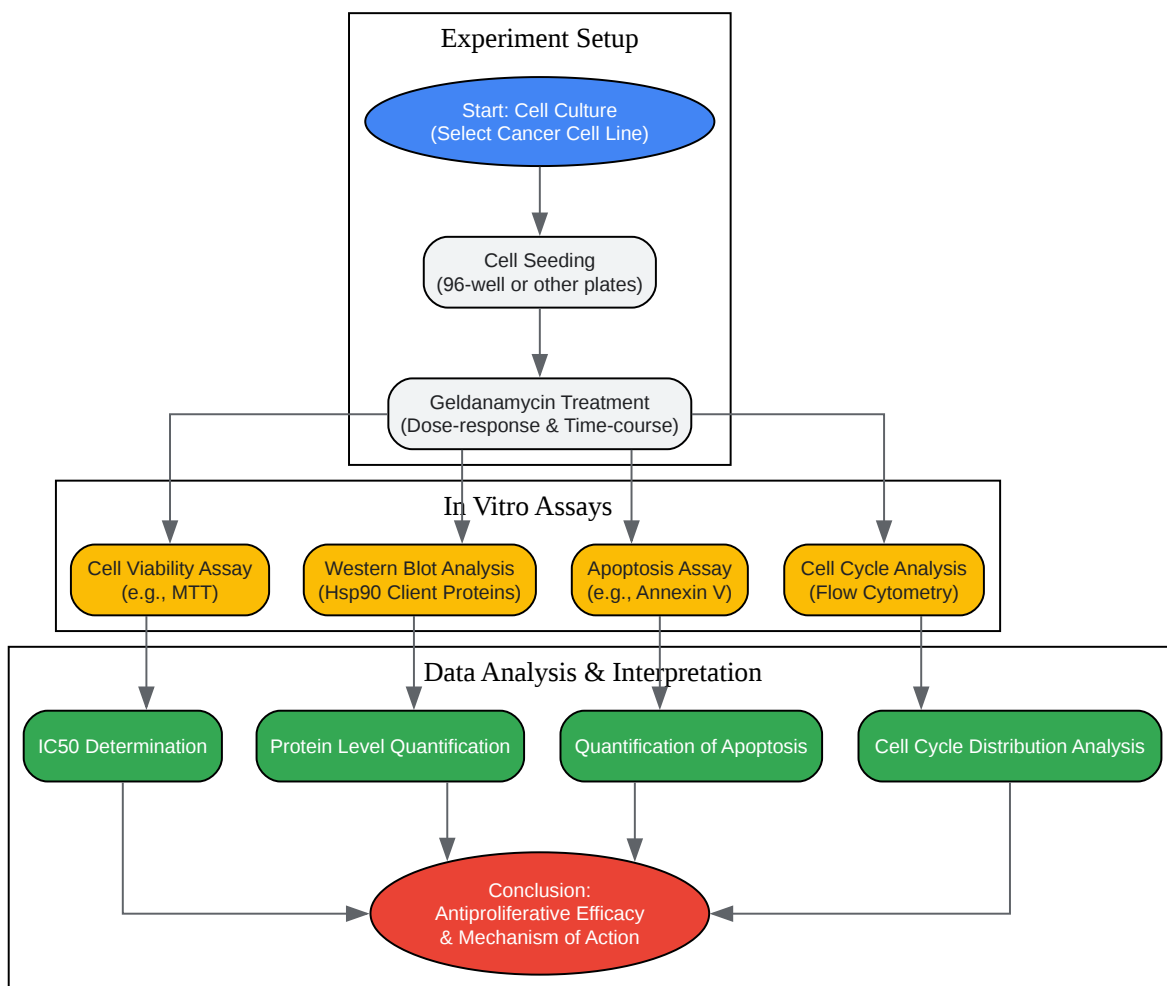 Experiment Setup
Start: Cell Culture
(Select Cancer Cell Line)
Cell Seeding
(96-well or other plates)
Geldanamycin Treatment
(Dose-response & Time-course)
In Vitro Assays
Cell Viability Assay
(e.g., MTT)
Western Blot Analysis
(Hsp90 Client Proteins)
Apoptosis Assay
(e.g., Annexin V)
Cell Cycle Analysis
(Flow Cytometry)
Data Analysis & Interpretation
IC50 Determination
Protein Level Quantification
Quantification of Apoptosis
Cell Cycle Distribution Analysis
Conclusion:
Antiproliferative Efficacy
& Mechanism of Action